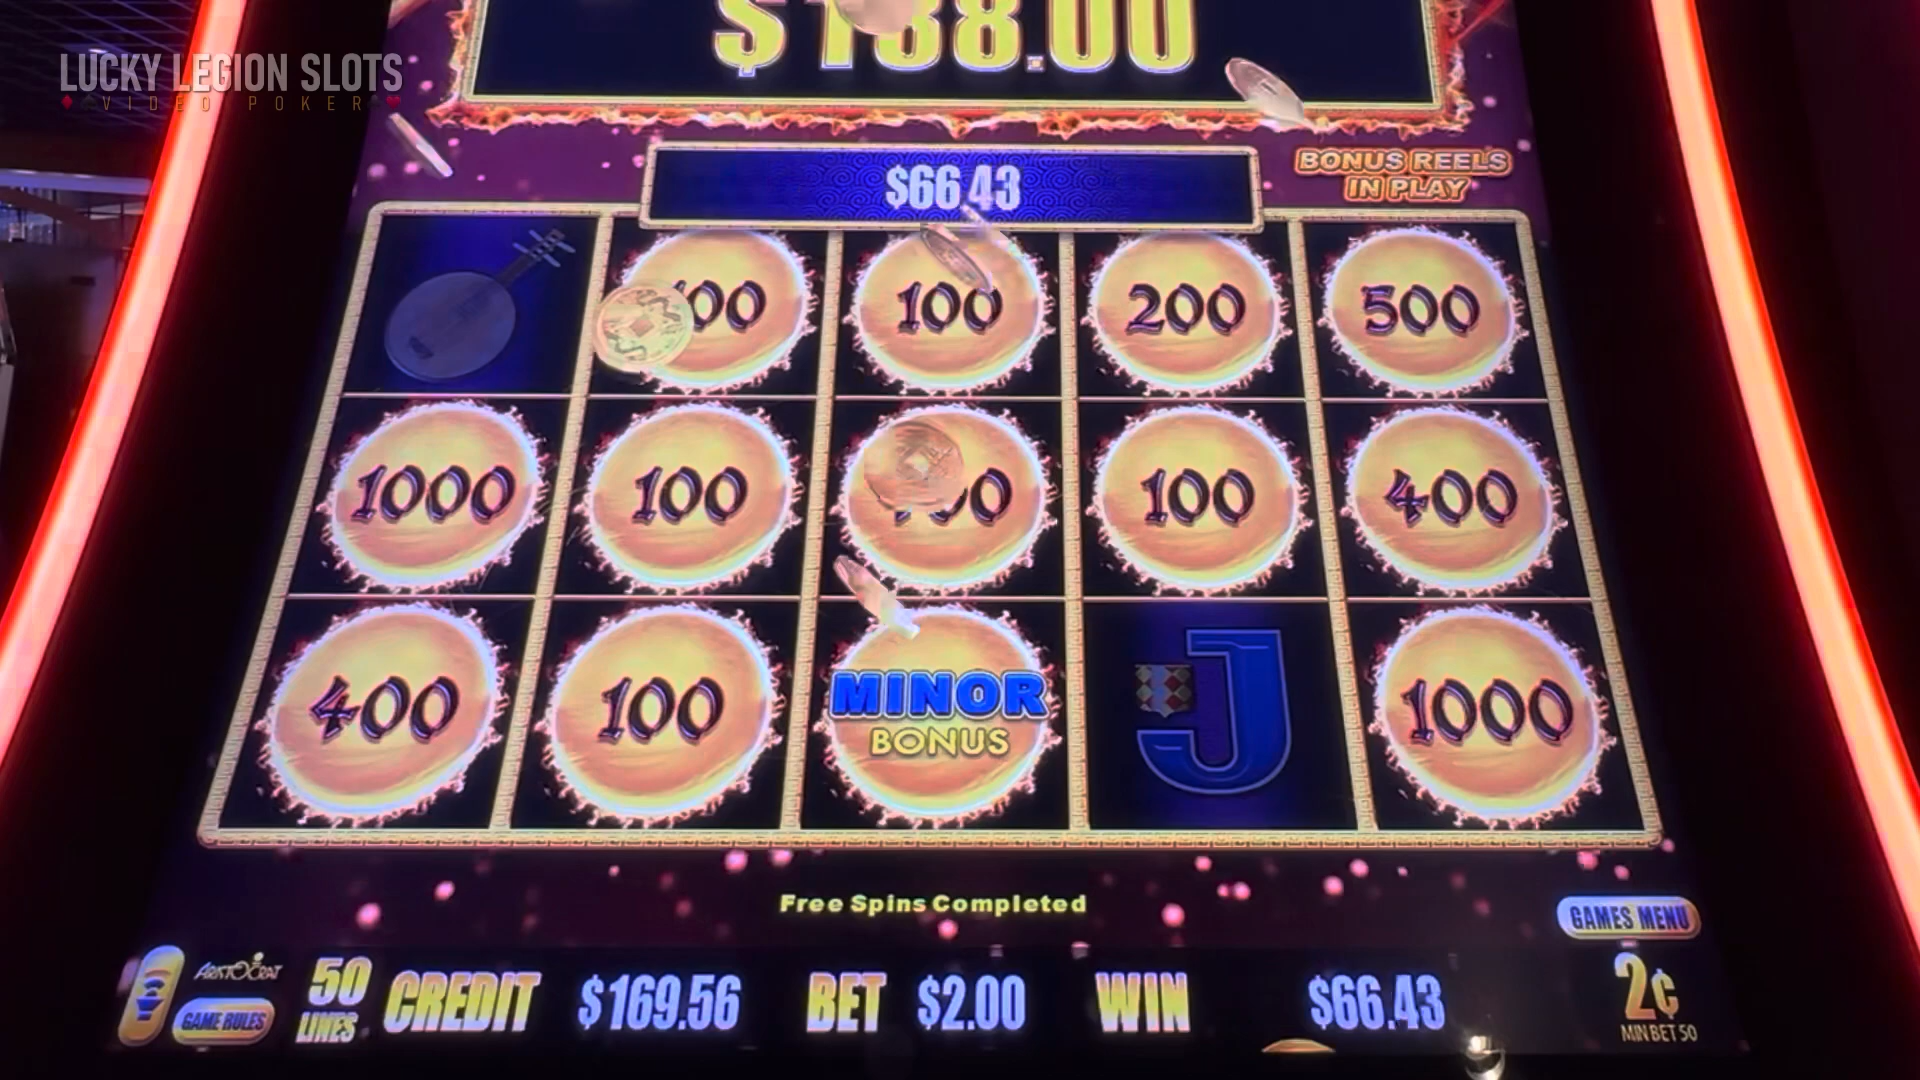 LUCKY LEGION SLOTS
VIDEO POKER
$66.43
BONUS REELS
IN PLAY
100 200 500
1000 100 100 400
400 100 MINOR
BONUS J 1000
Free Spins Completed
GAMES MENU
ARISTOCRAT
GAME RULES
50
LINES
CREDIT $169.56 BET $2.00 WIN $66.43
2¢
MIN BET 50